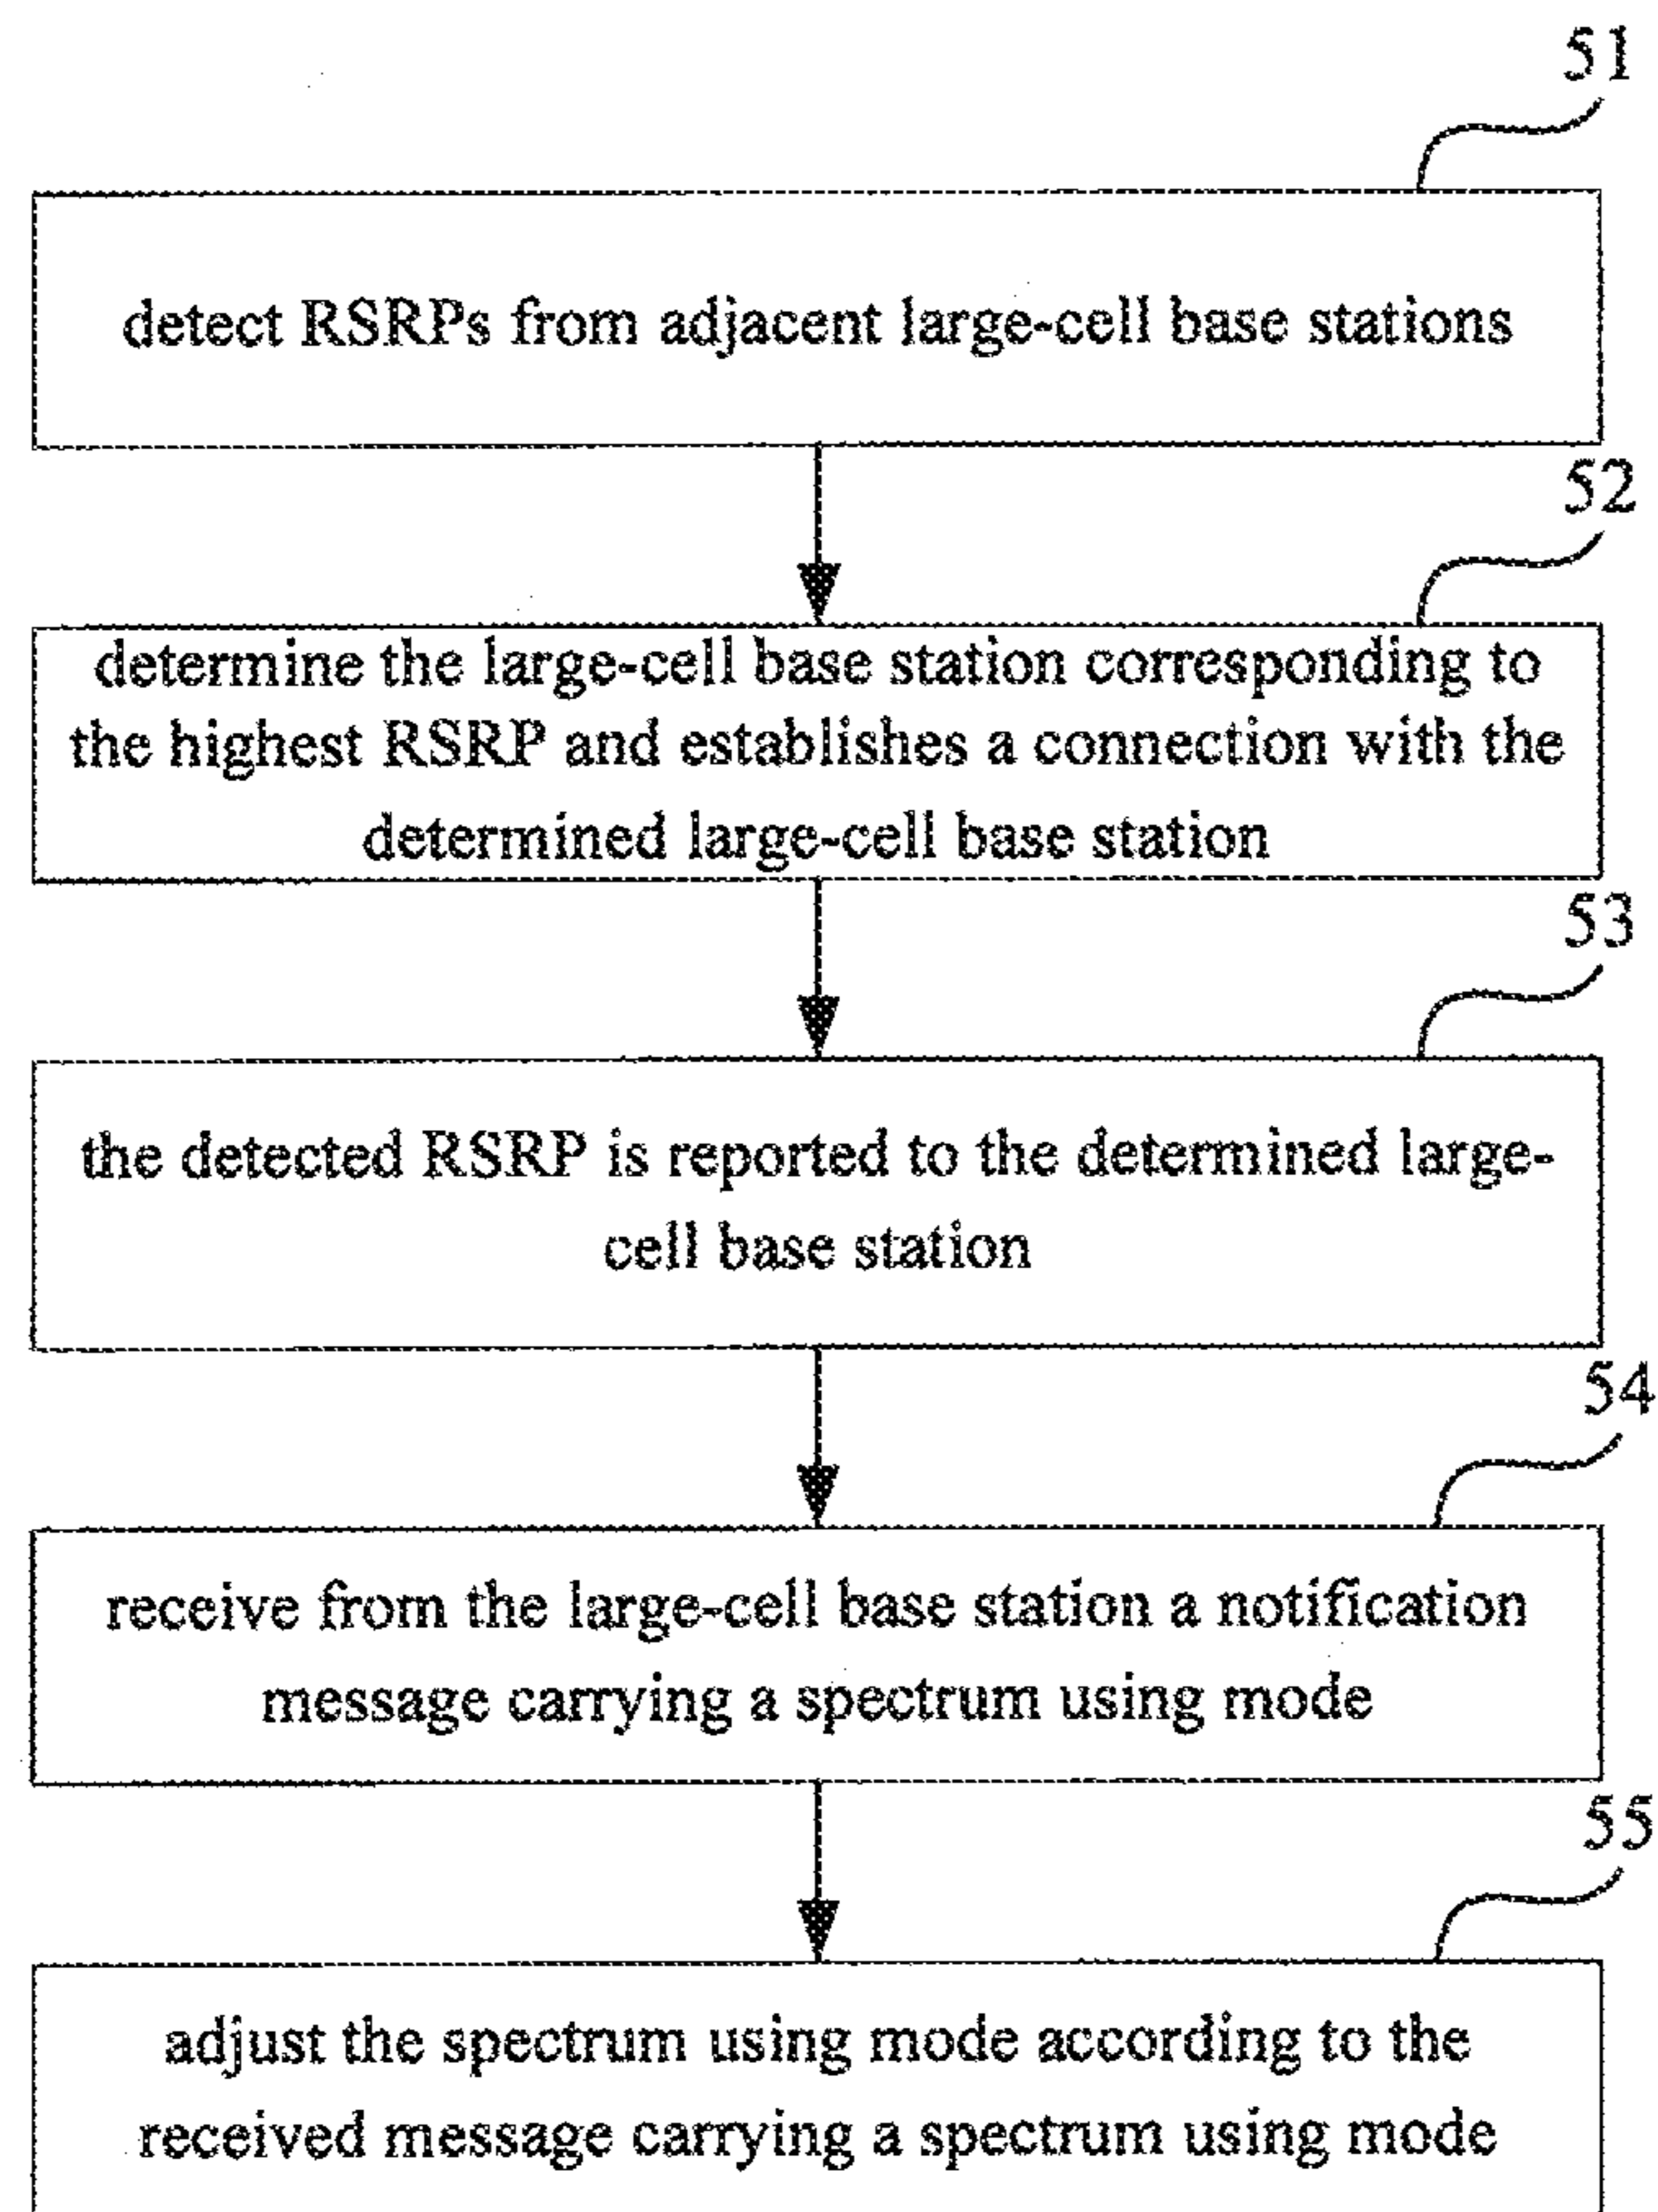 51
detect RSRPs from adjacent large-cell base stations
52
determine the large-cell base station corresponding to
the highest RSRP and establishes a connection with the
determined large-cell base station
53
the detected RSRP is reported to the determined large-
cell base station
54
receive from the large-cell base station a notification
message carrying a spectrum using mode
55
adjust the spectrum using mode according to the
received message carrying a spectrum using mode